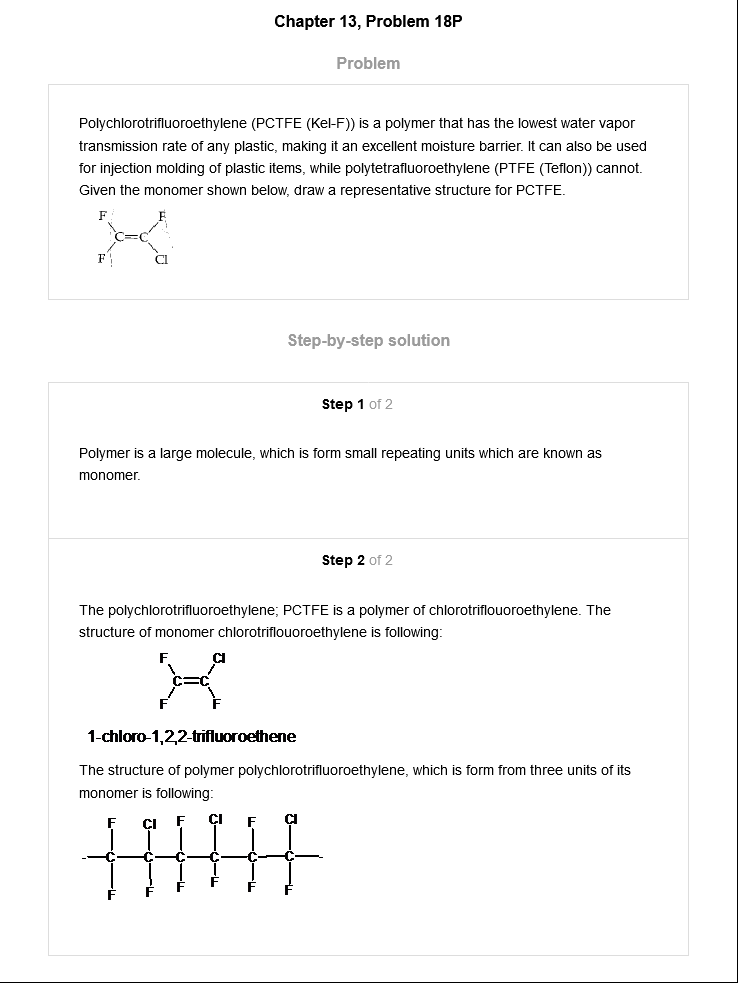 Chapter 13, Problem 18P
Problem
Polychlorotrifluoroethylene (PCTFE (Kel-F)) is a polymer that has the lowest water vapor
transmission rate of any plastic, making it an excellent moisture barrier. It can also be used
for injection molding of plastic items, while polytetrafluoroethylene (PTFE (Teflon)) cannot.
Given the monomer shown below, draw a representative structure for PCTFE.
F F
C=C
F Cl
Step-by-step solution
Step 1 of 2
Polymer is a large molecule, which is form small repeating units which are known as
monomer.
Step 2 of 2
The polychlorotrifluoroethylene; PCTFE is a polymer of chlorotriflouoroethylene. The
structure of monomer chlorotriflouoroethylene is following:
F Cl
C=C
F F
1-chloro-1,2,2-trifluoroethene
The structure of polymer polychlorotrifluoroethylene, which is form from three units of its
monomer is following:
F Cl F Cl F Cl
-—C—C—C—C—C—C—-
F F F F F F